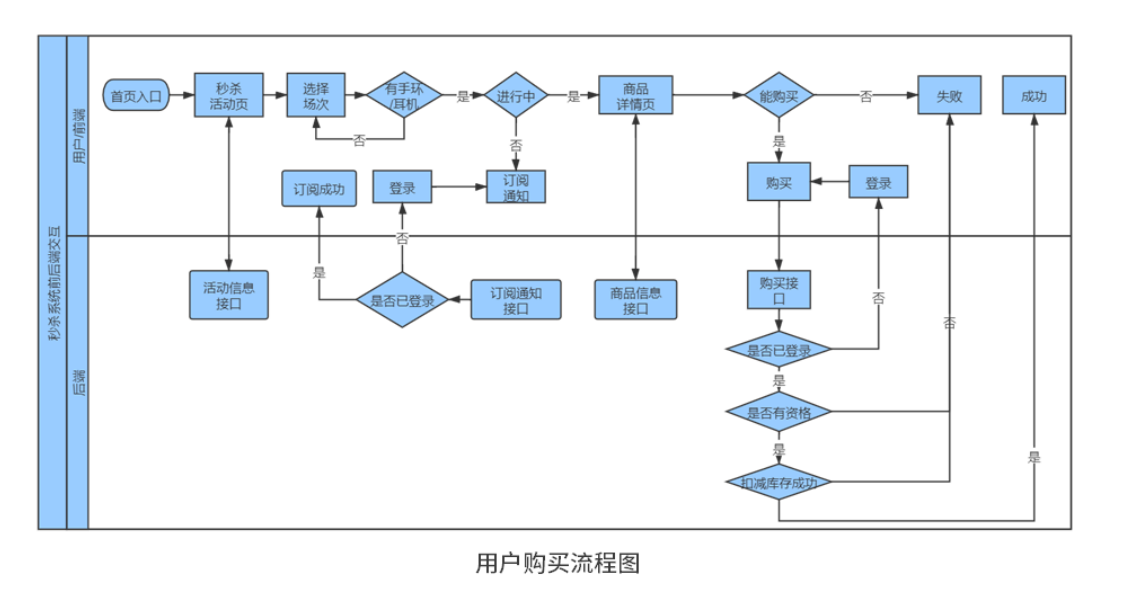 秒杀系统前后端交互
用户/前端
首页入口
秒杀
活动页
选择
场次
有手环
/耳机
是
进行中
是
商品
详情页
能购买
否
失败
成功
否
否
是
订阅成功
登录
订阅
通知
购买
登录
后端
否
是
活动信息
接口
是否已登录
订阅通知
接口
商品信息
接口
购买接
口
否
否
是否已登录
是
是否有资格
是
是
扣减库存成功
用户购买流程图